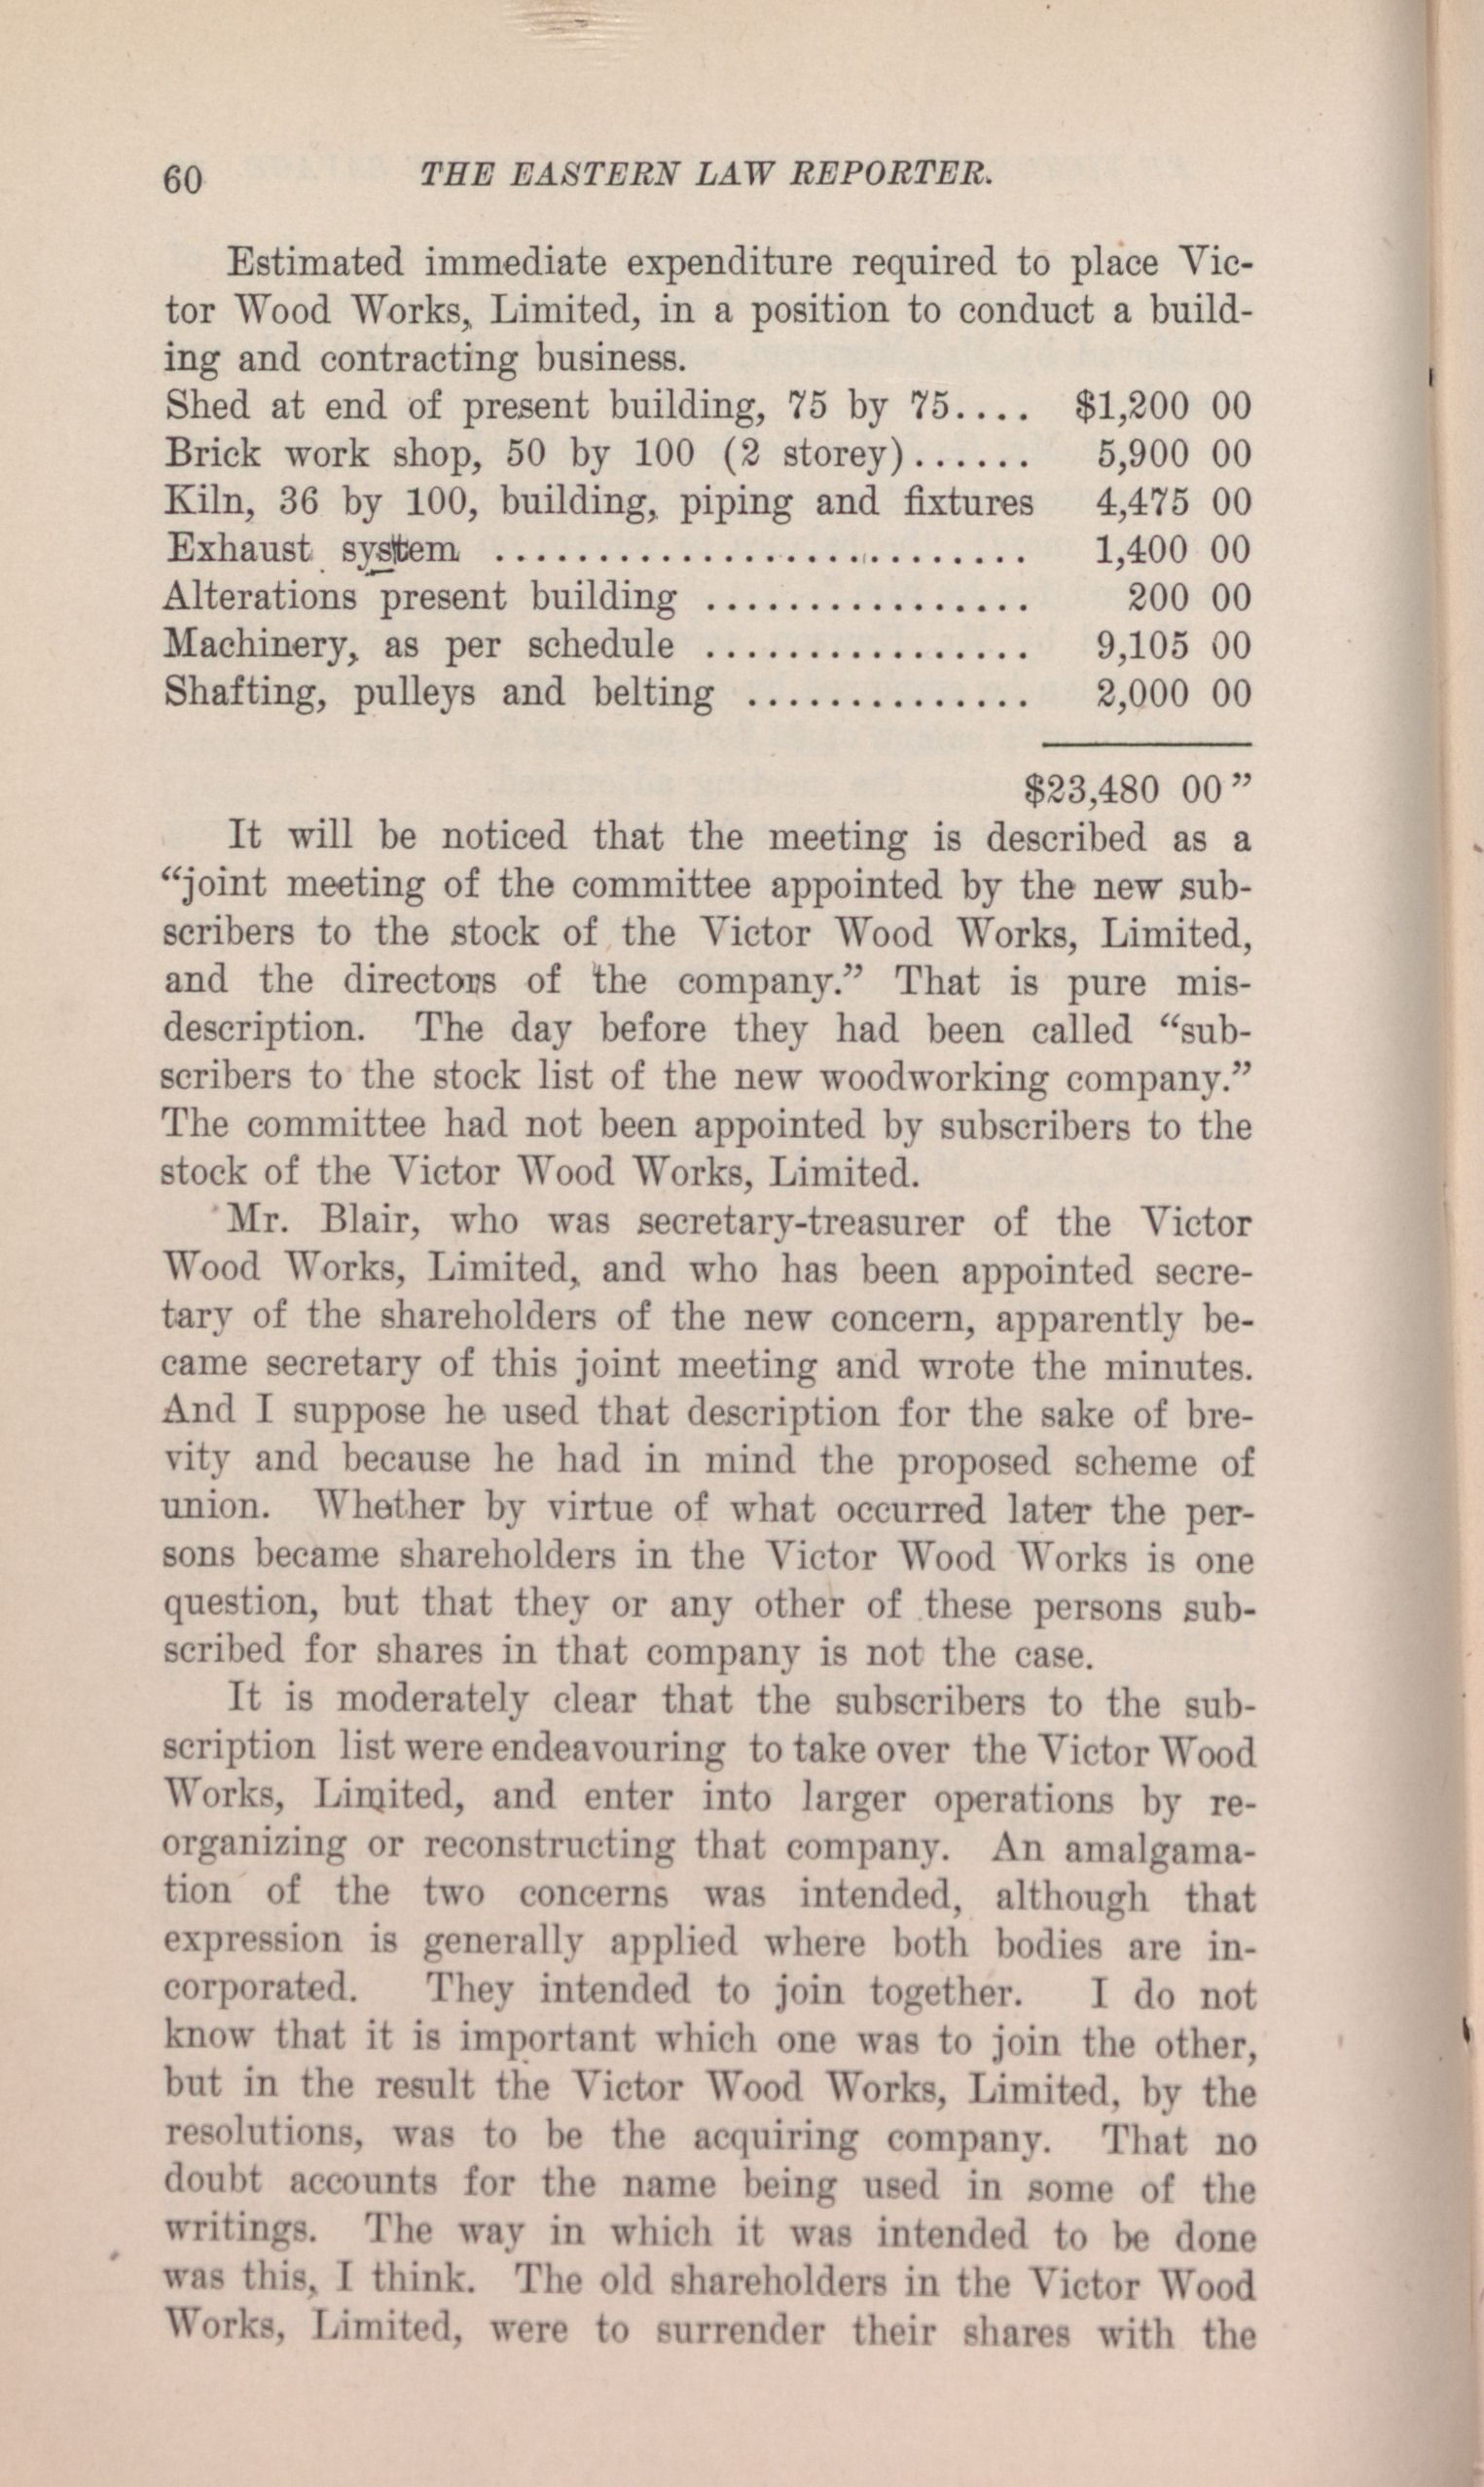 60 THE EASTERN LAW REPORTER.
Estimated immediate expenditure required to place Vic-
tor Wood Works, Limited, in a position to conduct a build-
ing and contracting business.
Shed at end of present building, 75 by 75.... $1,200 00
Brick work shop, 50 by 100 (2 storey)...... 5,900 00
Kiln, 36 by 100, building, piping and fixtures 4,475 00
Exhaust system .......................... 1,400 00
Alterations present building ................ 200 00
Machinery, as per schedule ................ 9,105 00
Shafting, pulleys and belting .............. 2,000 00
$23,480 00”
It will be noticed that the meeting is described as a
“joint meeting of the committee appointed by the new sub-
scribers to the stock of the Victor Wood Works, Limited,
and the directors of the company.” That is pure mis-
description. The day before they had been called “sub-
scribers to the stock list of the new woodworking company.”
The committee had not been appointed by subscribers to the
stock of the Victor Wood Works, Limited.
Mr. Blair, who was secretary-treasurer of the Victor
Wood Works, Limited, and who has been appointed secre-
tary of the shareholders of the new concern, apparently be-
came secretary of this joint meeting and wrote the minutes.
And I suppose he used that description for the sake of bre-
vity and because he had in mind the proposed scheme of
union. Whether by virtue of what occurred later the per-
sons became shareholders in the Victor Wood Works is one
question, but that they or any other of these persons sub-
scribed for shares in that company is not the case.
It is moderately clear that the subscribers to the sub-
scription list were endeavouring to take over the Victor Wood
Works, Limited, and enter into larger operations by re-
organizing or reconstructing that company. An amalgama-
tion of the two concerns was intended, although that
expression is generally applied where both bodies are in-
corporated. They intended to join together. I do not
know that it is important which one was to join the other,
but in the result the Victor Wood Works, Limited, by the
resolutions, was to be the acquiring company. That no
doubt accounts for the name being used in some of the
writings. The way in which it was intended to be done
was this, I think. The old shareholders in the Victor Wood
Works, Limited, were to surrender their shares with the